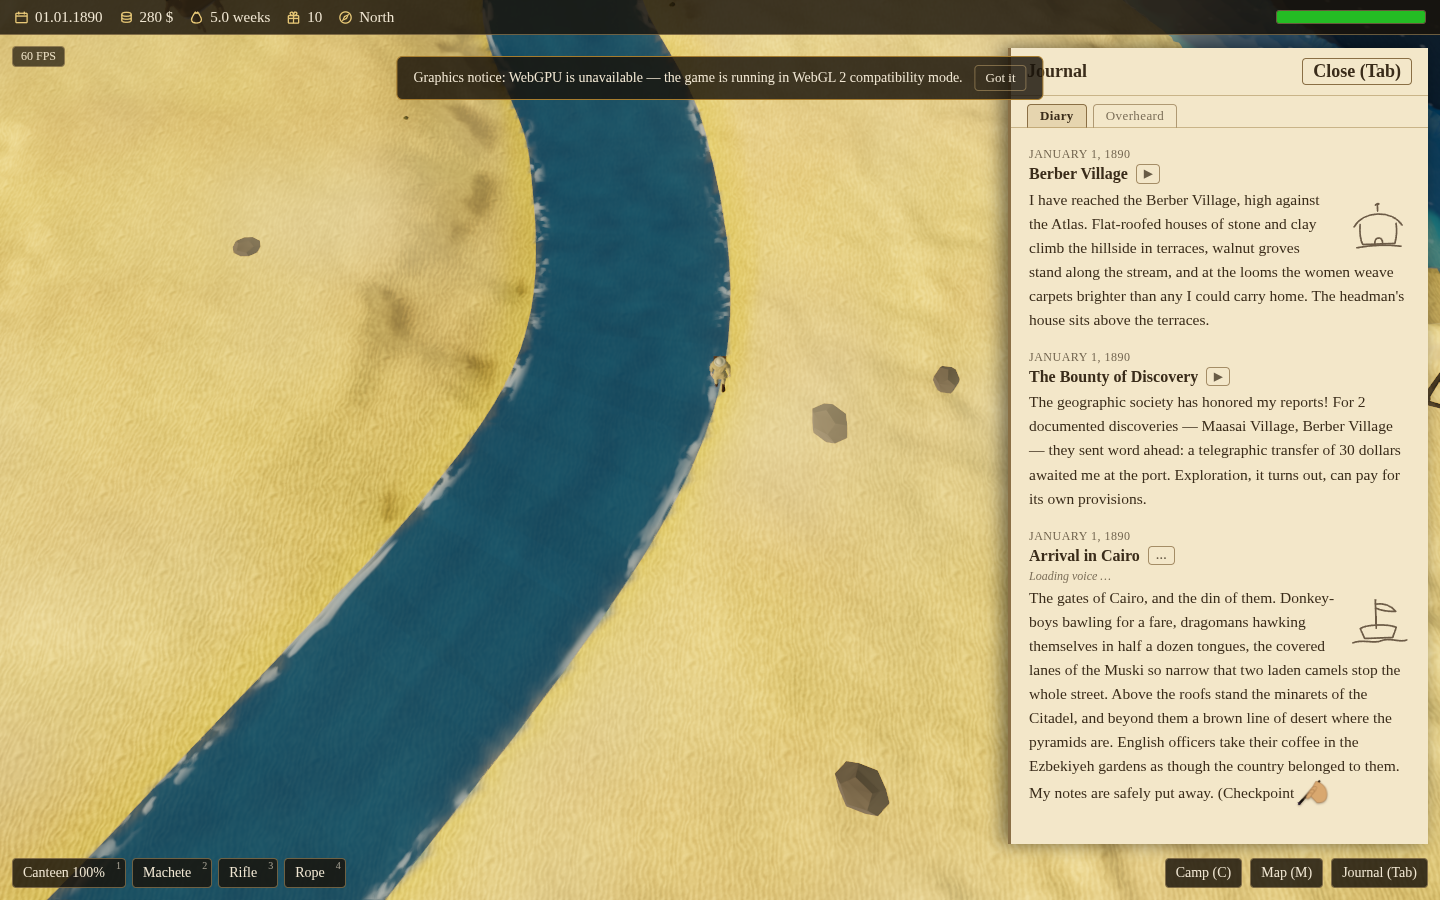 01.01.1890 280 $ 5.0 weeks 10 North
60 FPS
Graphics notice: WebGPU is unavailable — the game is running in WebGL 2 compatibility mode. Got it
Journal Close (Tab)
Diary Overheard
JANUARY 1, 1890
Berber Village
I have reached the Berber Village, high against
the Atlas. Flat-roofed houses of stone and clay
climb the hillside in terraces, walnut groves
stand along the stream, and at the looms the women weave
carpets brighter than any I could carry home. The headman's
house sits above the terraces.
JANUARY 1, 1890
The Bounty of Discovery
The geographic society has honored my reports! For 2
documented discoveries — Maasai Village, Berber Village
— they sent word ahead: a telegraphic transfer of 30 dollars
awaited me at the port. Exploration, it turns out, can pay for
its own provisions.
JANUARY 1, 1890
Arrival in Cairo ...
Loading voice …
The gates of Cairo, and the din of them. Donkey-
boys bawling for a fare, dragomans hawking
themselves in half a dozen tongues, the covered
lanes of the Muski so narrow that two laden camels stop the
whole street. Above the roofs stand the minarets of the
Citadel, and beyond them a brown line of desert where the
pyramids are. English officers take their coffee in the
Ezbekiyeh gardens as though the country belonged to them.
My notes are safely put away. (Checkpoint
Canteen 100% 1 Machete 2 Rifle 3 Rope 4
Camp (C) Map (M) Journal (Tab)